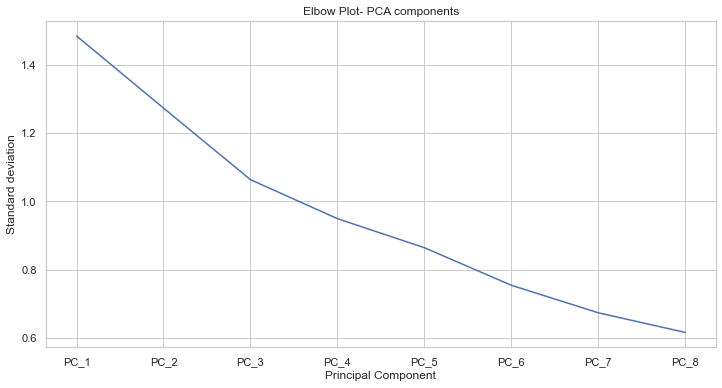 Elbow Plot- PCA components
Standard deviation
1.4
1.2
1.0
0.8
0.6
PC_1 PC_2 PC_3 PC_4 PC_5 PC_6 PC_7 PC_8
Principal Component